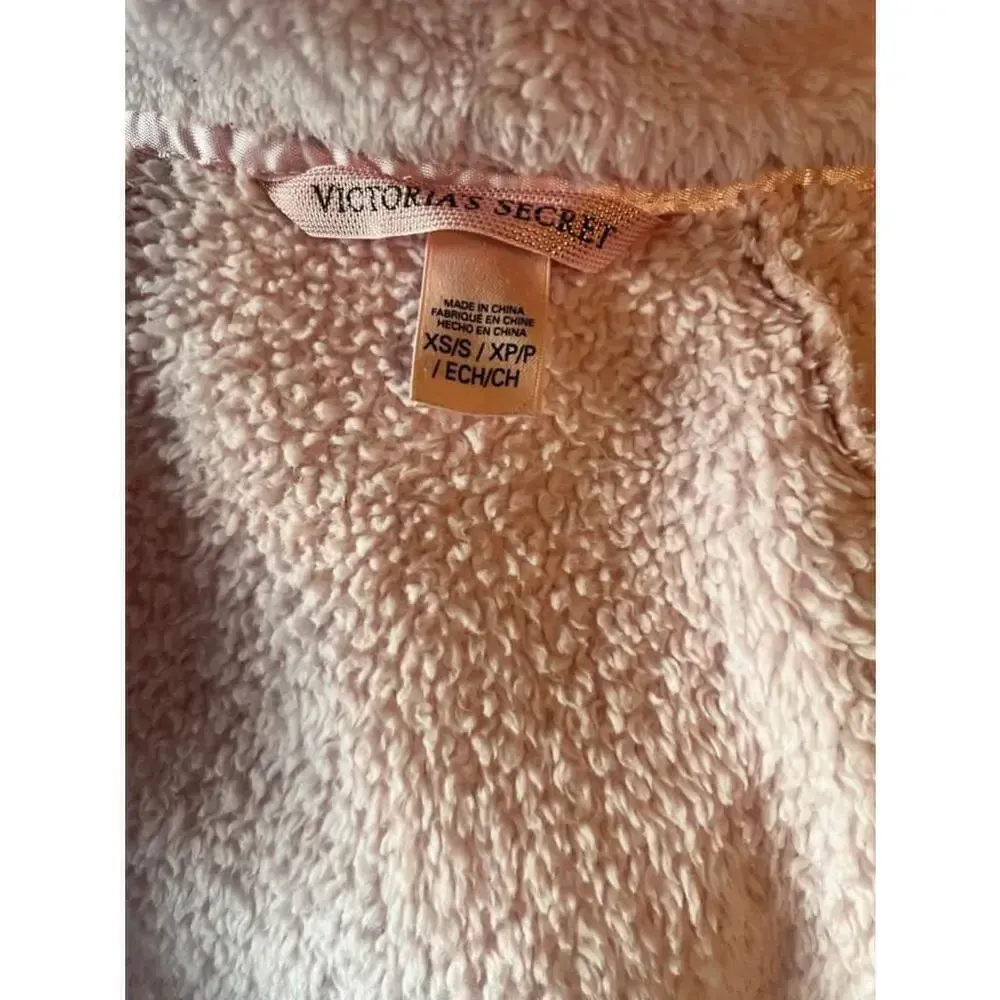 VICTORIA'S SECRET
MADE IN CHINA
FABRIQUE EN CHINE
HECHO EN CHINA
XS/S / XP/P
/ ECH/CH